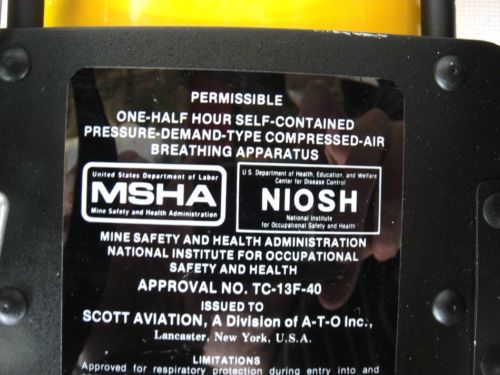 PERMISSIBLE
ONE-HALF HOUR SELF-CONTAINED
PRESSURE-DEMAND-TYPE COMPRESSED-AIR
BREATHING APPARATUS
United States Department of Labor
MSHA
Mine Safety and Health Administration
U.S. Department of Health, Education, and Welfare
Center for Disease Control
NIOSH
National Institute
for Occupational Safety and Health
MINE SAFETY AND HEALTH ADMINISTRATION
NATIONAL INSTITUTE FOR OCCUPATIONAL
SAFETY AND HEALTH
APPROVAL NO. TC-13F-40
ISSUED TO
SCOTT AVIATION, A Division of A-T-O Inc.,
Lancaster, New York, U.S.A.
LIMITATIONS
Approved for respiratory protection during entry into and